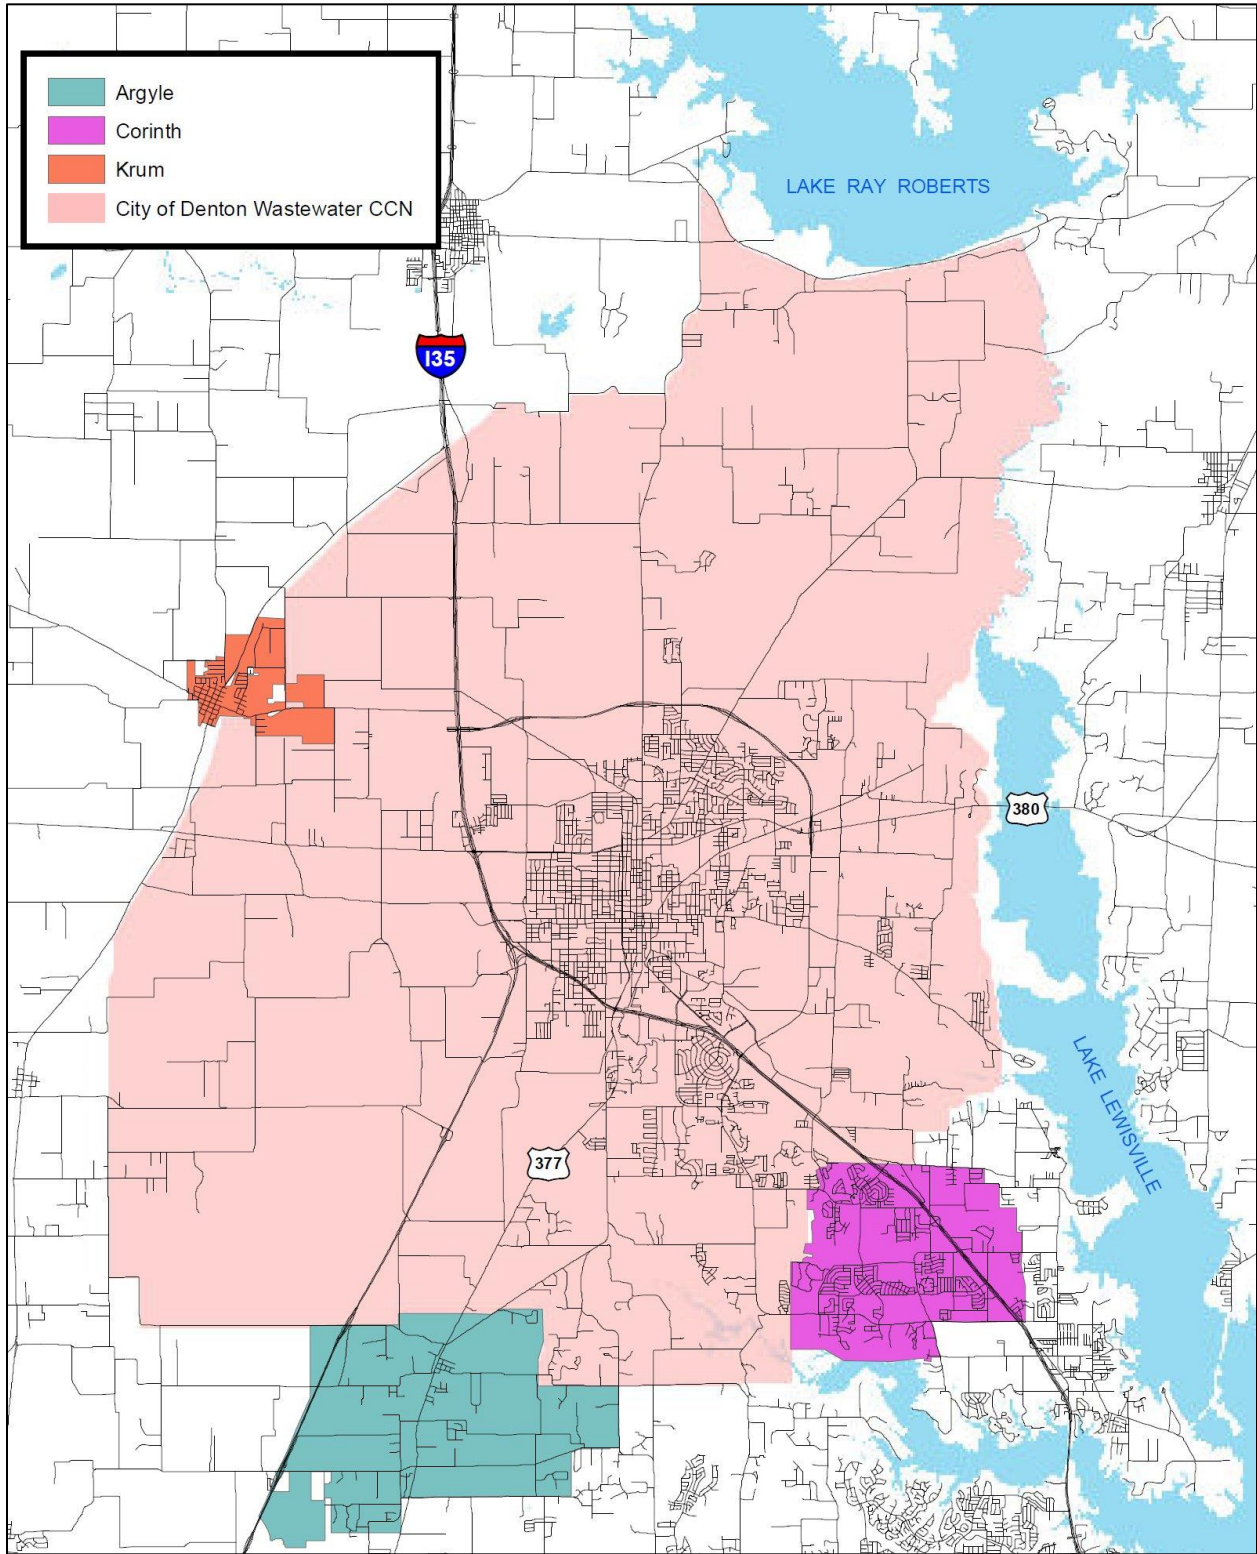 Argyle
Corinth
Krum
City of Denton Wastewater CCN
LAKE RAY ROBERTS
I35
380
LAKE LEWISVILLE
377